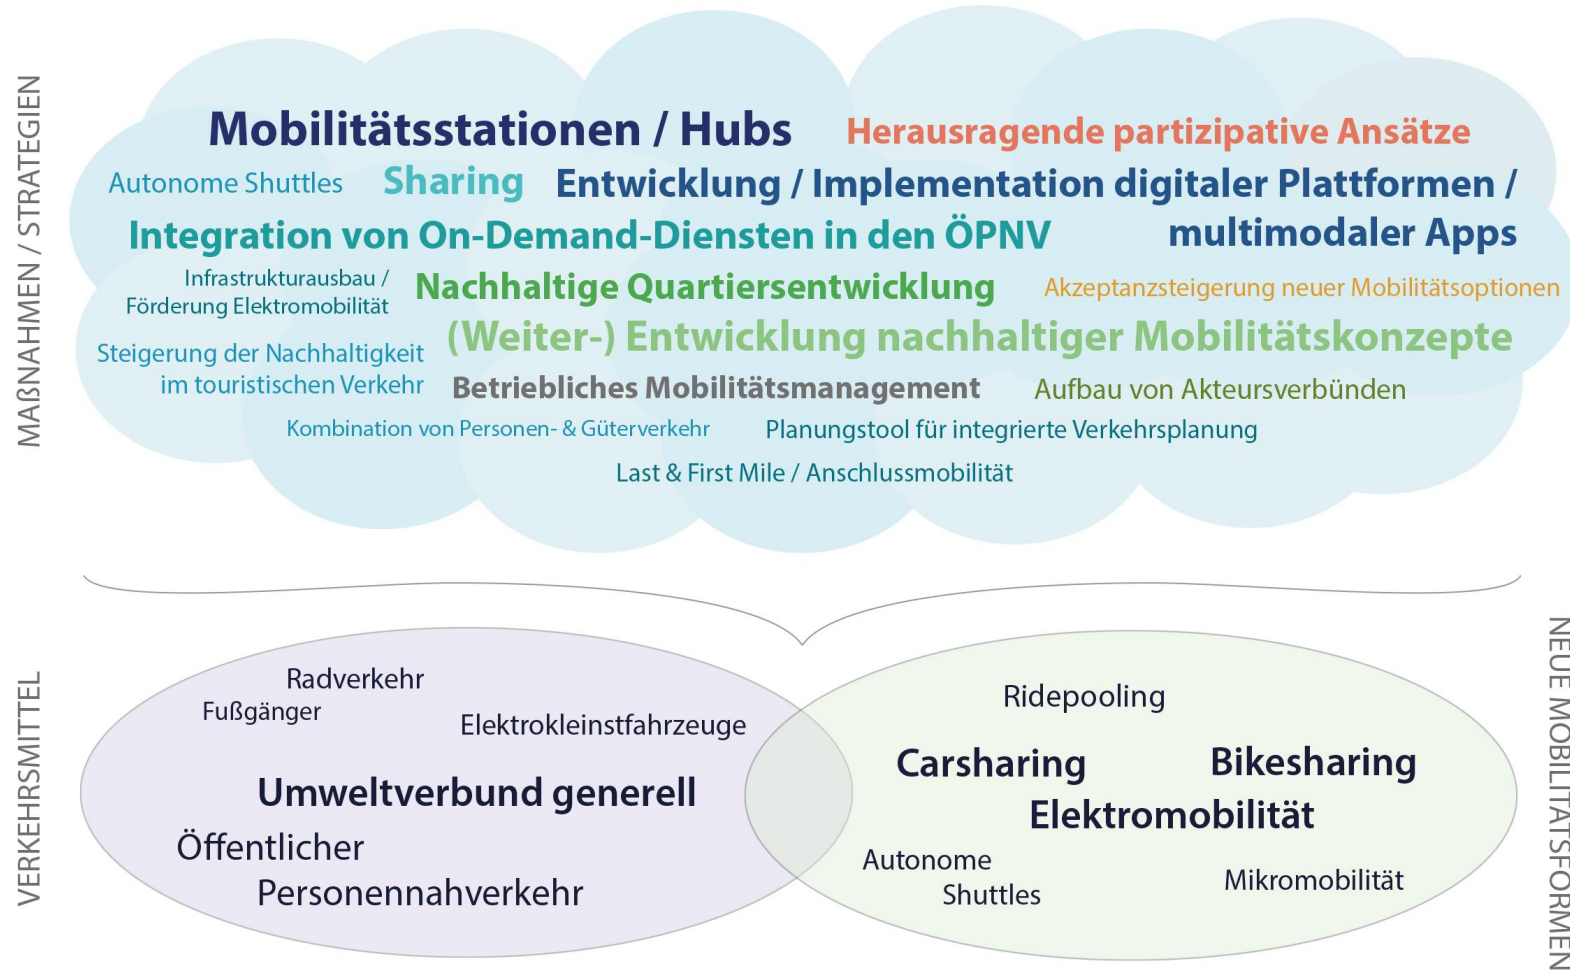 MAßNAHMEN / STRATEGIEN
Mobilitätsstationen / Hubs
Herausragende partizipative Ansätze
Autonome Shuttles
Sharing
Entwicklung / Implementation digitaler Plattformen /
multimodaler Apps
Integration von On-Demand-Diensten in den ÖPNV
Infrastrukturausbau /
Förderung Elektromobilität
Nachhaltige Quartiersentwicklung
Akzeptanzsteigerung neuer Mobilitätsoptionen
(Weiter-) Entwicklung nachhaltiger Mobilitätskonzepte
Steigerung der Nachhaltigkeit
im touristischen Verkehr
Betriebliches Mobilitätsmanagement
Aufbau von Akteursverbünden
Kombination von Personen- & Güterverkehr
Planungstool für integrierte Verkehrsplanung
Last & First Mile / Anschlussmobilität
VERKEHRSMITTEL
Radverkehr
Fußgänger
Elektrokleinstfahrzeuge
Umweltverbund generell
Öffentlicher
Personennahverkehr
Ridepooling
Carsharing
Bikesharing
Elektromobilität
Autonome
Shuttles
Mikromobilität
NEUE MOBILITÄTSFORMEN